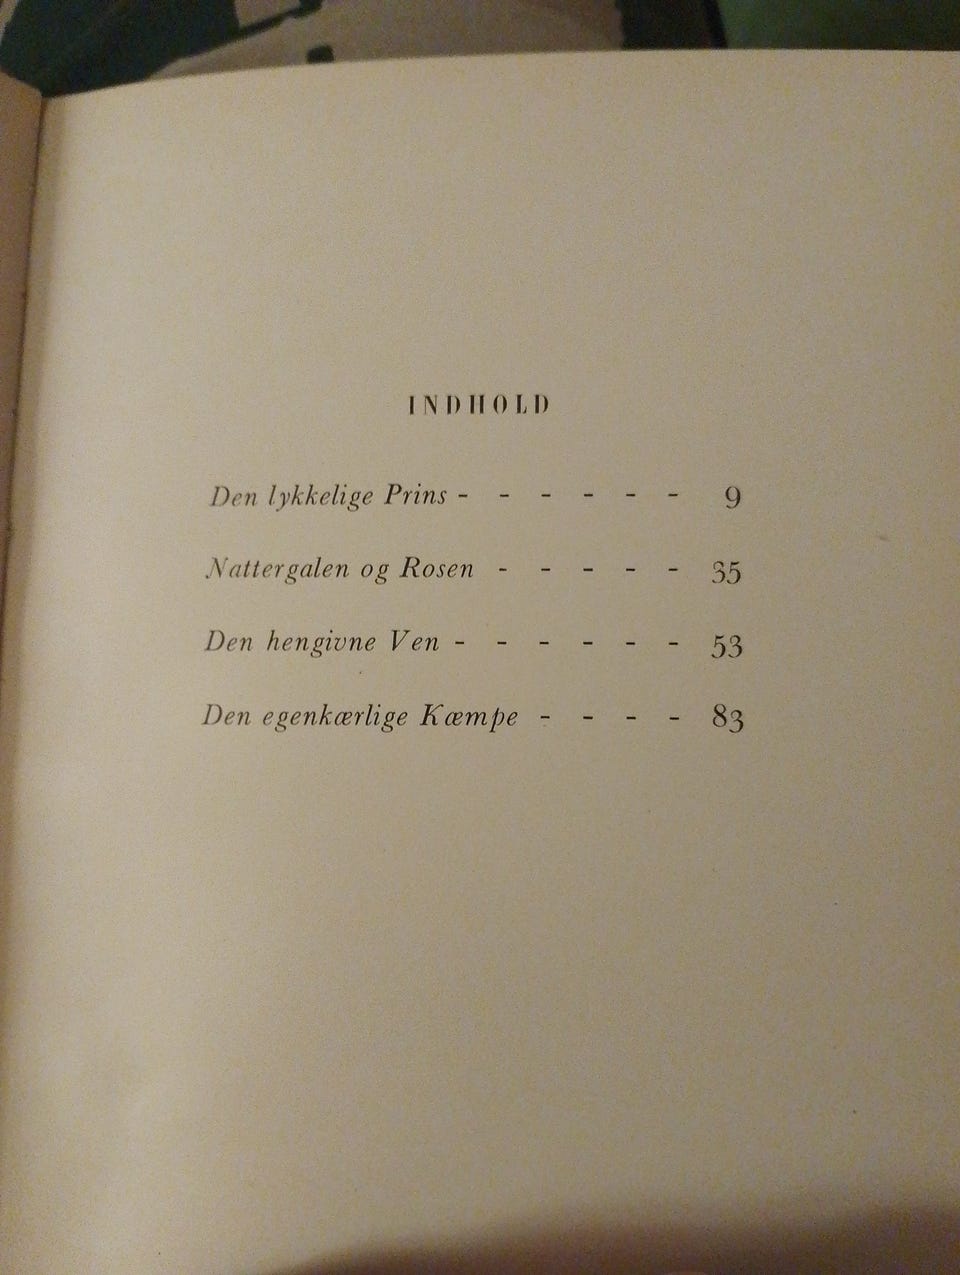 INDHOLD
Den lykkelige Prins - - - - - - 9
Nattergalen og Rosen - - - - - 35
Den hengivne Ven - - - - - - 53
Den egenkærlige Kæmpe - - - - 83